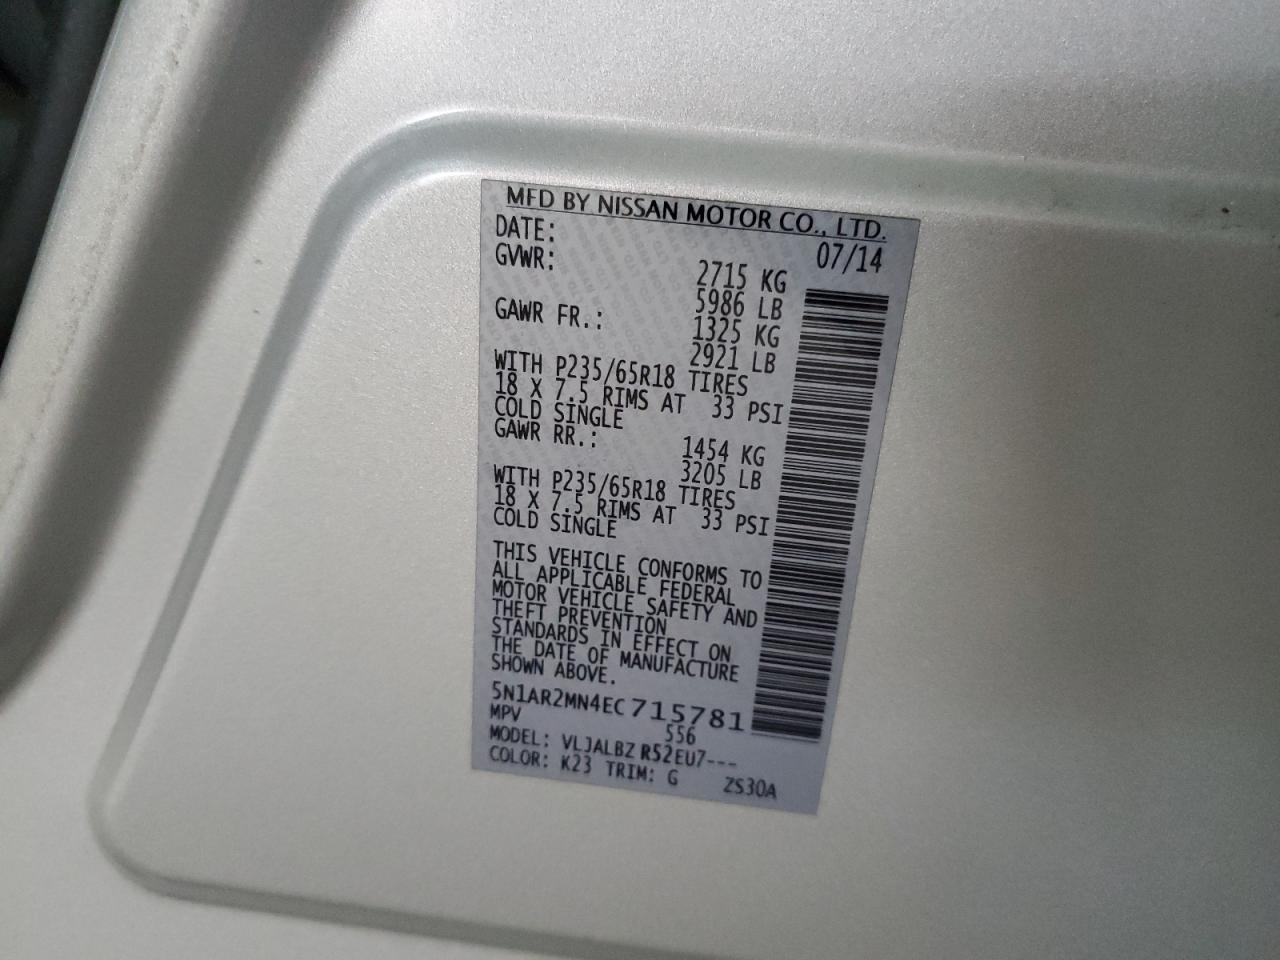 MFD BY NISSAN MOTOR CO., LTD.
DATE: 07/14
GVWR: 2715 KG
5986 LB
GAWR FR.: 1325 KG
2921 LB
WITH P235/65R18 TIRES
18 X 7.5 RIMS AT 33 PSI
COLD SINGLE
GAWR RR.: 1454 KG
3205 LB
WITH P235/65R18 TIRES
18 X 7.5 RIMS AT 33 PSI
COLD SINGLE
THIS VEHICLE CONFORMS TO
ALL APPLICABLE FEDERAL
MOTOR VEHICLE SAFETY AND
THEFT PREVENTION
STANDARDS IN EFFECT ON
THE DATE OF MANUFACTURE
SHOWN ABOVE.
5N1AR2MN4EC715781
MPV 556
MODEL: VLJALBZ R52EU7---
COLOR: K23 TRIM: G ZS30A